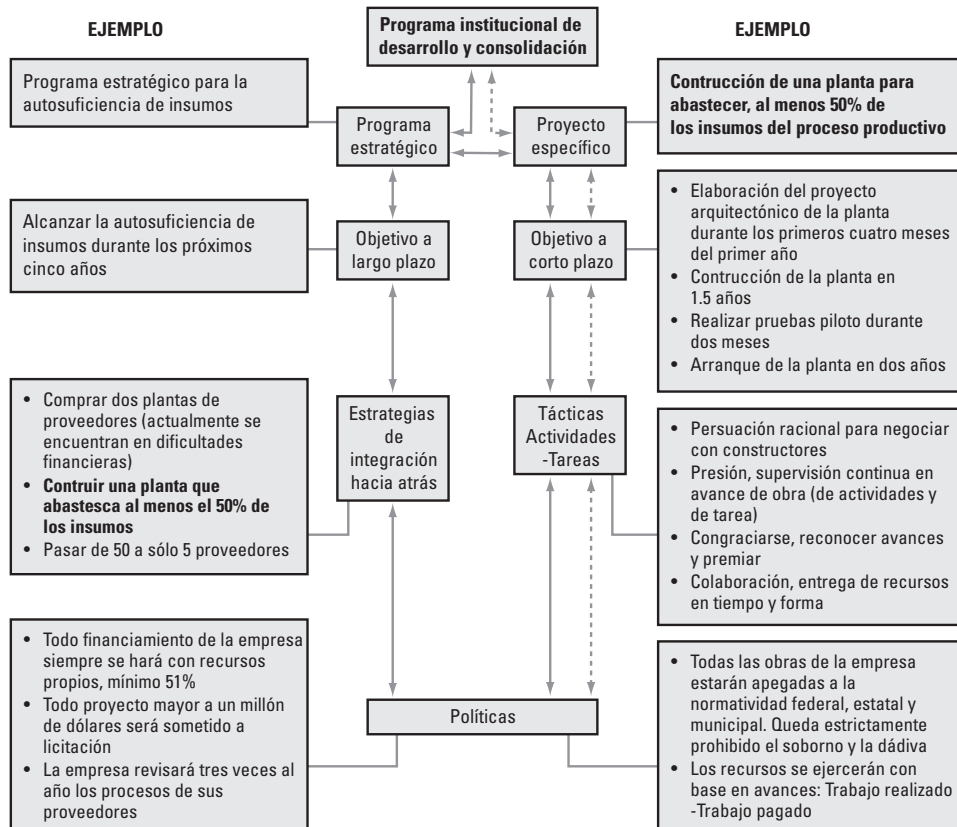 EJEMPLO
Programa institucional de
desarrollo y consolidación
EJEMPLO
Programa estratégico para la
autosuficiencia de insumos
Programa
estratégico
Proyecto
específico
Contrucción de una planta para
abastecer, al menos 50% de
los insumos del proceso productivo
Alcanzar la autosuficiencia de
insumos durante los próximos
cinco años
Objetivo a
largo plazo
Objetivo a
corto plazo
• Elaboración del proyecto
arquitectónico de la planta
durante los primeros cuatro meses
del primer año
• Contrucción de la planta en
1.5 años
• Realizar pruebas piloto durante
dos meses
• Arranque de la planta en dos años
• Comprar dos plantas de
proveedores (actualmente se
encuentran en dificultades
financieras)
• Contruir una planta que
abastesca al menos el 50% de
los insumos
• Pasar de 50 a sólo 5 proveedores
Estrategias
de
integración
hacia atrás
Tácticas
Actividades
-Tareas
• Persuación racional para negociar
con constructores
• Presión, supervisión continua en
avance de obra (de actividades y
de tarea)
• Congraciarse, reconocer avances
y premiar
• Colaboración, entrega de recursos
en tiempo y forma
• Todo financiamiento de la empresa
siempre se hará con recursos
propios, mínimo 51%
• Todo proyecto mayor a un millón
de dólares será sometido a
licitación
• La empresa revisará tres veces al
año los procesos de sus
proveedores
Políticas
• Todas las obras de la empresa
estarán apegadas a la
normatividad federal, estatal y
municipal. Queda estrictamente
prohibido el soborno y la dádiva
• Los recursos se ejercerán con
base en avances: Trabajo realizado
-Trabajo pagado